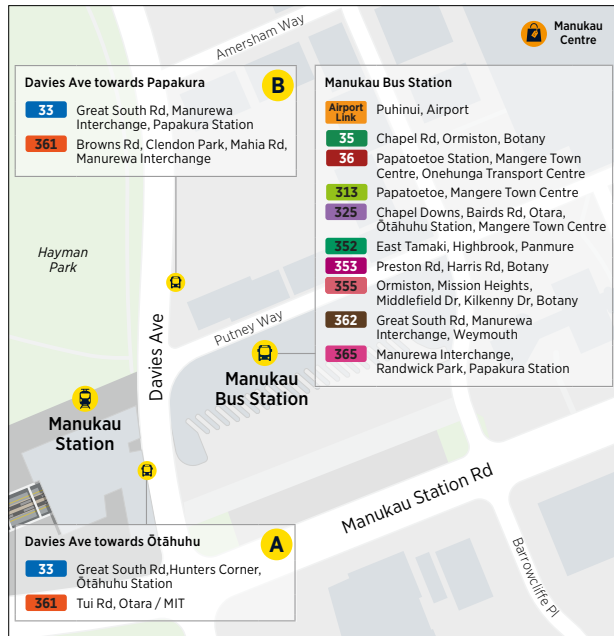 Amersham Way
Manukau
Centre
Davies Ave towards Papakura
B
33 Great South Rd, Manurewa
Interchange, Papakura Station
361 Browns Rd, Clendon Park, Mahia Rd,
Manurewa Interchange
Manukau Bus Station
Airport
Link Puhinui, Airport
35 Chapel Rd, Ormiston, Botany
36 Papatoetoe Station, Mangere Town
Centre, Onehunga Transport Centre
313 Papatoetoe, Mangere Town Centre
325 Chapel Downs, Bairds Rd, Otara,
Ōtāhuhu Station, Mangere Town Centre
352 East Tamaki, Highbrook, Panmure
353 Preston Rd, Harris Rd, Botany
355 Ormiston, Mission Heights,
Middlefield Dr, Kilkenny Dr, Botany
362 Great South Rd, Manurewa
Interchange, Weymouth
365 Manurewa Interchange,
Randwick Park, Papakura Station
Hayman
Park
Putney Way
Davies Ave
Manukau
Bus Station
Manukau
Station
Manukau Station Rd
Barrowcliffe Pl
Davies Ave towards Ōtāhuhu
A
33 Great South Rd,Hunters Corner,
Ōtāhuhu Station
361 Tui Rd, Otara / MIT